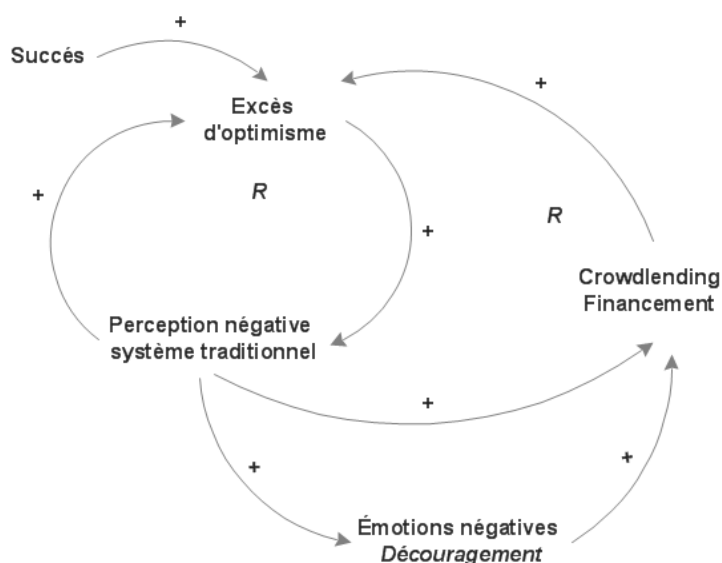 +
Succés
+
Excès
d'optimisme
+
R
R
+
Crowdlending
Financement
Perception négative
système traditionnel
+
+
+
Émotions négatives
Découragement